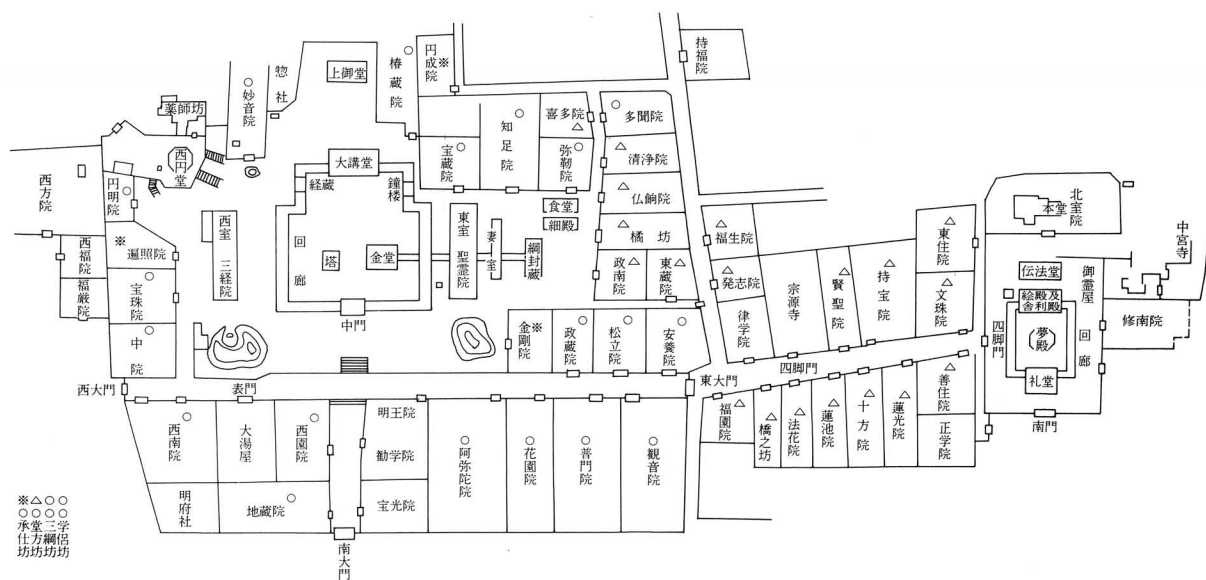 持福院
円成院
※
椿蔵院
○
上御堂
惣社
妙音院
○
薬師坊
西円堂
西方院
円明院
○
西福院
福厳院
遍照院
※
宝珠院
○
中院
○
西室
三経院
大講堂
経蔵
鐘楼
回廊
塔
金堂
中門
東室
聖霊院
妻室
綱封蔵
食堂
細殿
宝蔵院
○
知足院
○
喜多院
△
弥勒院
○
多聞院
○
清浄院
△
仏餉院
△
橘坊
△
政南院
△
東蔵院
△
金剛院
※
政蔵院
○
松立院
○
安養院
○
福生院
△
発志院
△
律学院
宗源寺
賢聖院
△
持宝院
△
東住院
△
文珠院
△
北室院
本堂
中宮寺
伝法堂
絵殿及
舎利殿
夢殿
礼堂
御霊屋
回廊
修南院
四脚門
南門
西大門
表門
東大門
四脚門
西南院
○
大湯屋
西園院
○
明府社
地蔵院
○
明王院
勧学院
宝光院
南大門
阿弥陀院
○
花園院
○
普門院
○
観音院
○
福園院
△
橋之坊
△
法花院
△
蓮池院
△
十方院
△
蓮光院
△
善住院
△
正学院
○○学侶坊
○○三綱坊
△○堂方坊
※○承仕坊